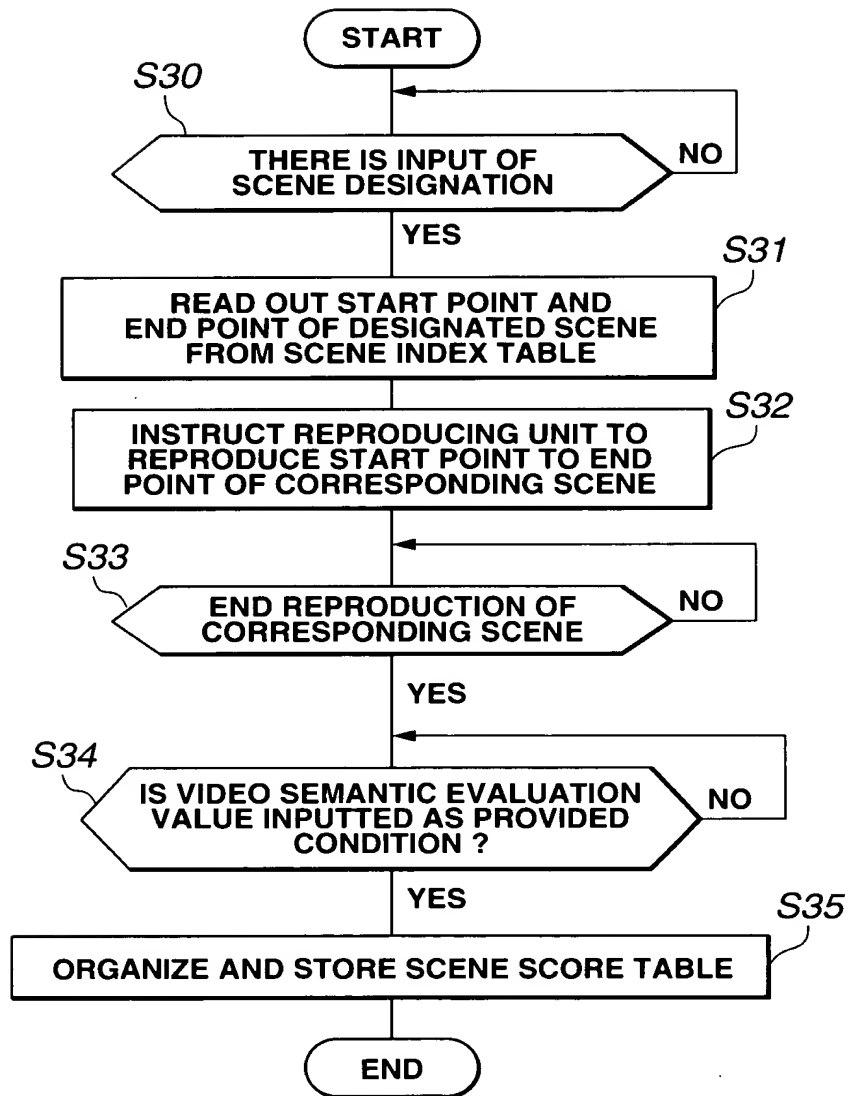 START
S30
THERE IS INPUT OF
SCENE DESIGNATION
NO
YES
S31
READ OUT START POINT AND
END POINT OF DESIGNATED SCENE
FROM SCENE INDEX TABLE
S32
INSTRUCT REPRODUCING UNIT TO
REPRODUCE START POINT TO END
POINT OF CORRESPONDING SCENE
S33
END REPRODUCTION OF
CORRESPONDING SCENE
NO
YES
S34
IS VIDEO SEMANTIC EVALUATION
VALUE INPUTTED AS PROVIDED
CONDITION ?
NO
YES
S35
ORGANIZE AND STORE SCENE SCORE TABLE
END